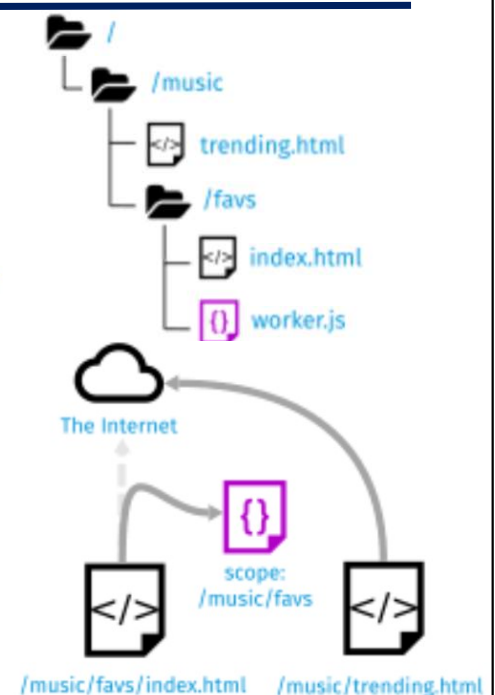 /
/music
</>
trending.html
/favs
</>
index.html
{}
worker.js
The Internet
{}
scope:
/music/favs
</>
</>
/music/favs/index.html
/music/trending.html